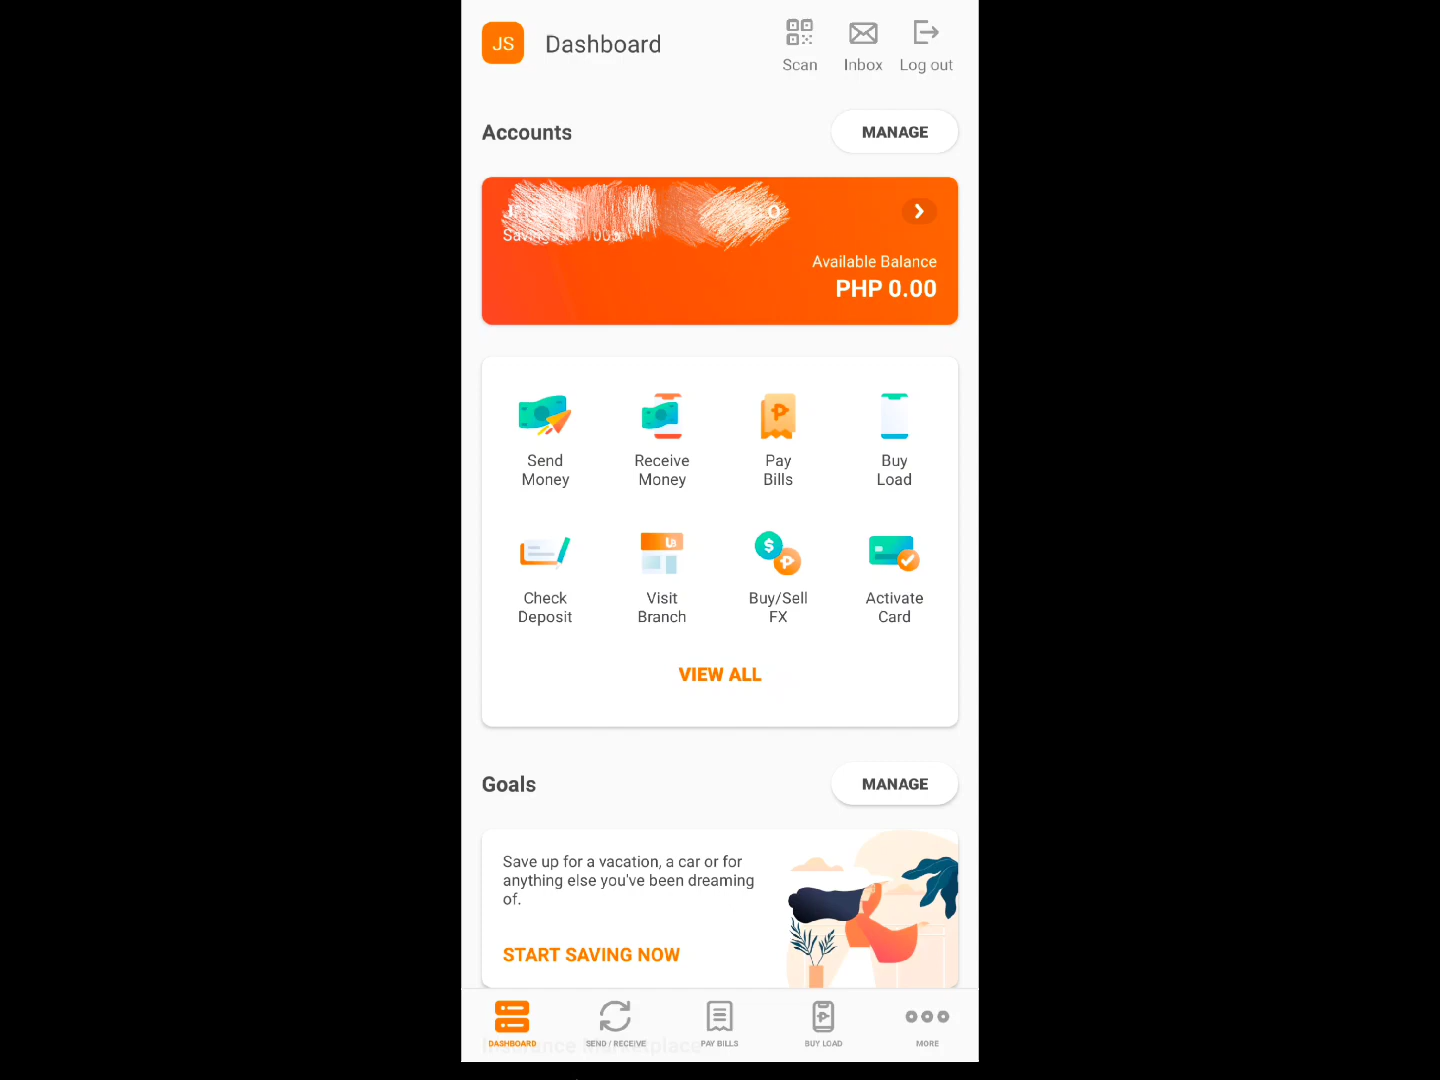 JS
Dashboard
Scan
Inbox
Log out
Accounts
MANAGE
Available Balance
PHP 0.00
Send
Money
Receive
Money
Pay
Bills
Buy
Load
Check
Deposit
Visit
Branch
Buy/Sell
FX
Activate
Card
VIEW ALL
Goals
MANAGE
Save up for a vacation, a car or for
anything else you've been dreaming
of.
START SAVING NOW
Insurance Marketplace
DASHBOARD
SEND / RECEIVE
PAY BILLS
BUY LOAD
MORE